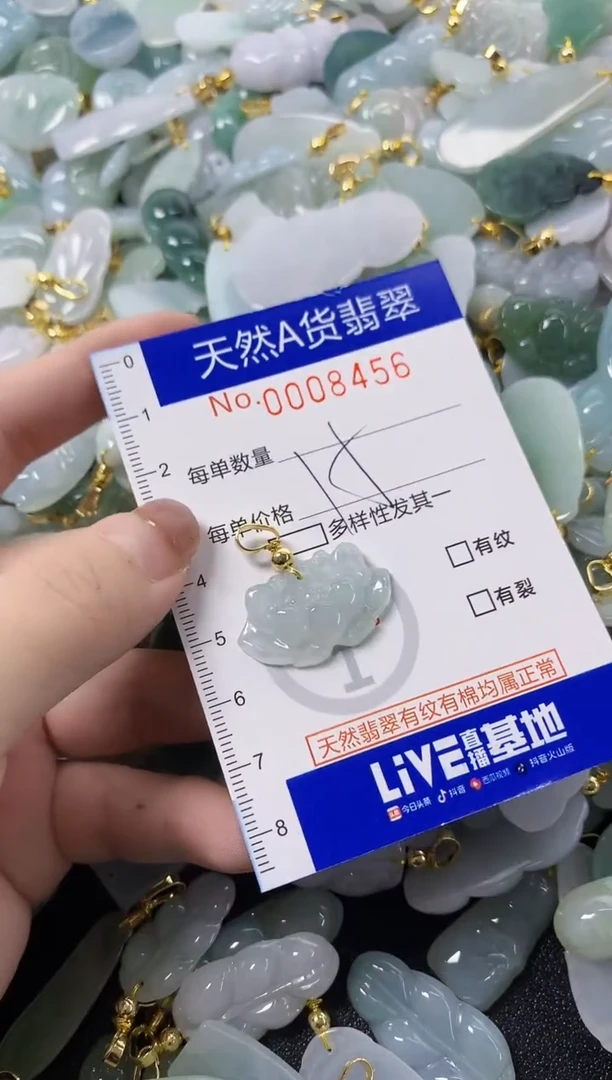 天然A货翡翠
No.0008456
0
1
2
每单数量
每单价格
多样性发其一
4
有纹
有裂
5
6
天然翡翠有纹有棉均属正常
7
LiVE直播基地
今日头条 抖音 西瓜视频 抖音火山版
8